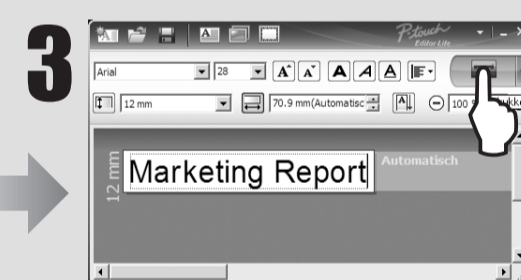 3
P-touch
Editor Lite
Arial
28
A A A A A
12 mm
70.9 mm(Automatisc
A
100 %
12 mm
Marketing Report
Automatisch